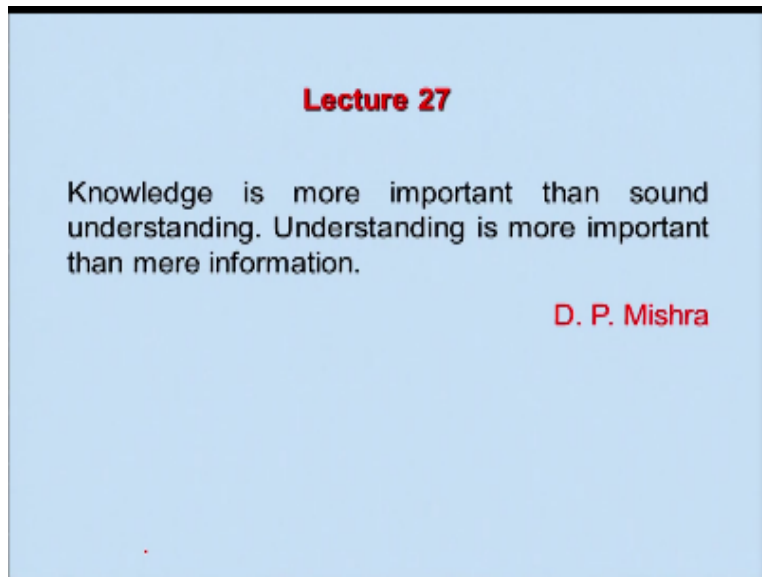 Lecture 27
Knowledge is more important than sound
understanding. Understanding is more important
than mere information.
D. P. Mishra